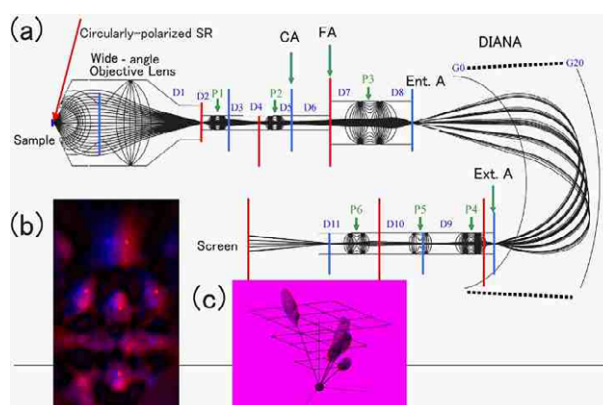 (a)
Circularly-polarized SR
Wide-angle
Objective Lens
Sample
D1
D2
P1
D3
D4
P2
D5
CA
D6
FA
D7
P3
D8
Ent. A
DIANA
G0
G20
Ext. A
(b)
Screen
D11
P6
D10
P5
D9
P4
(c)